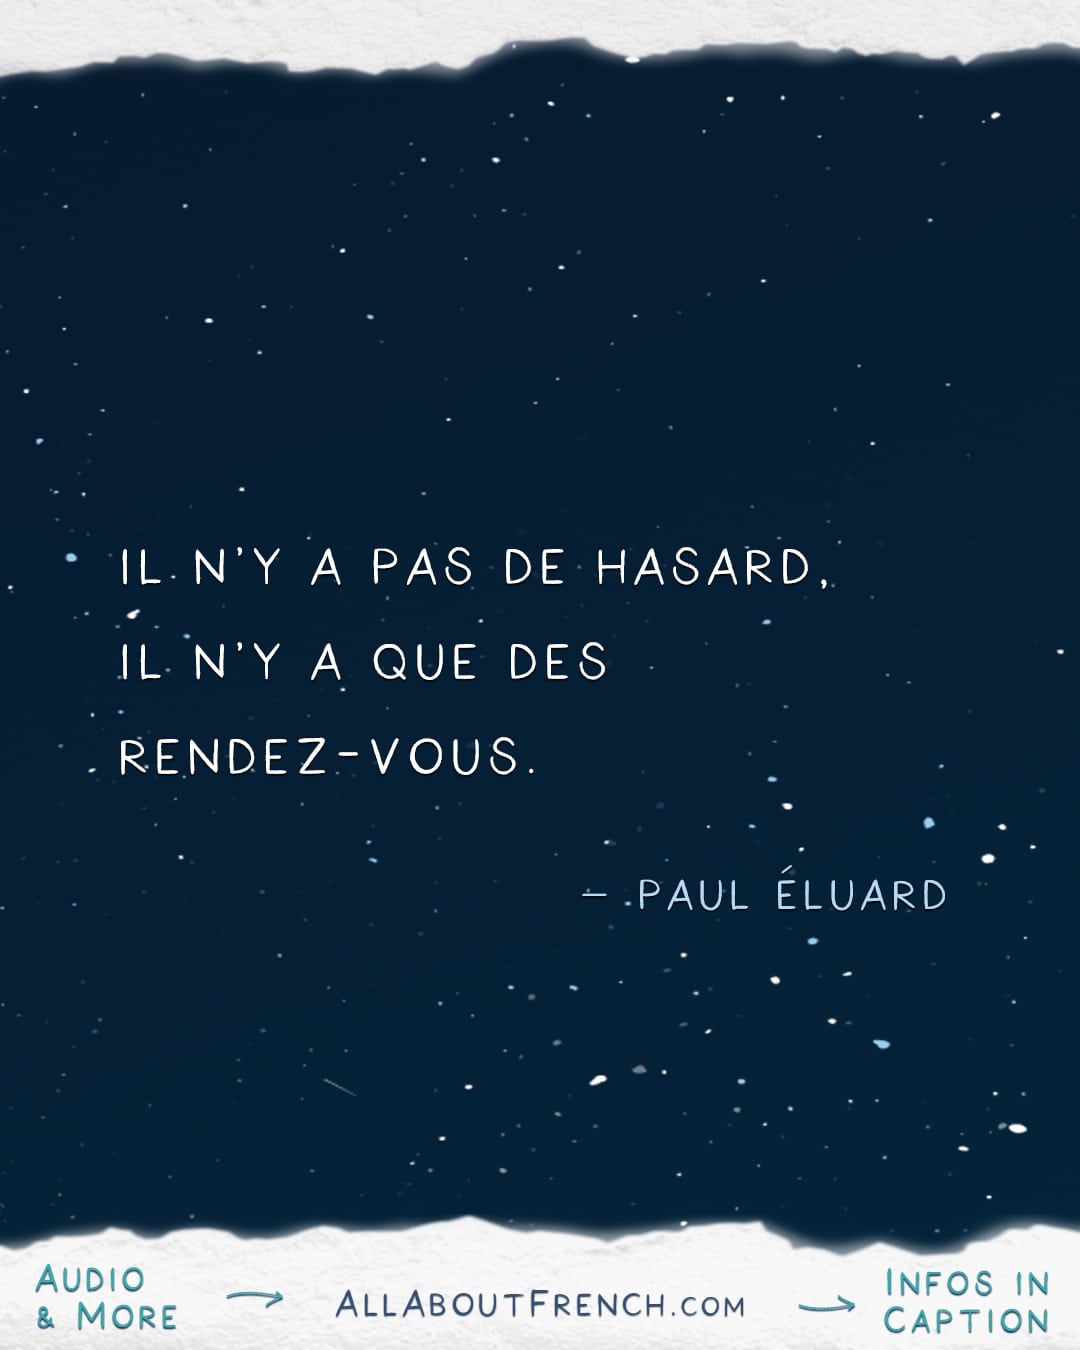 IL N'Y A PAS DE HASARD,
IL N'Y A QUE DES
RENDEZ-VOUS.
– PAUL ÉLUARD
AUDIO
& MORE
ALLABOUTFRENCH.COM
INFOS IN
CAPTION